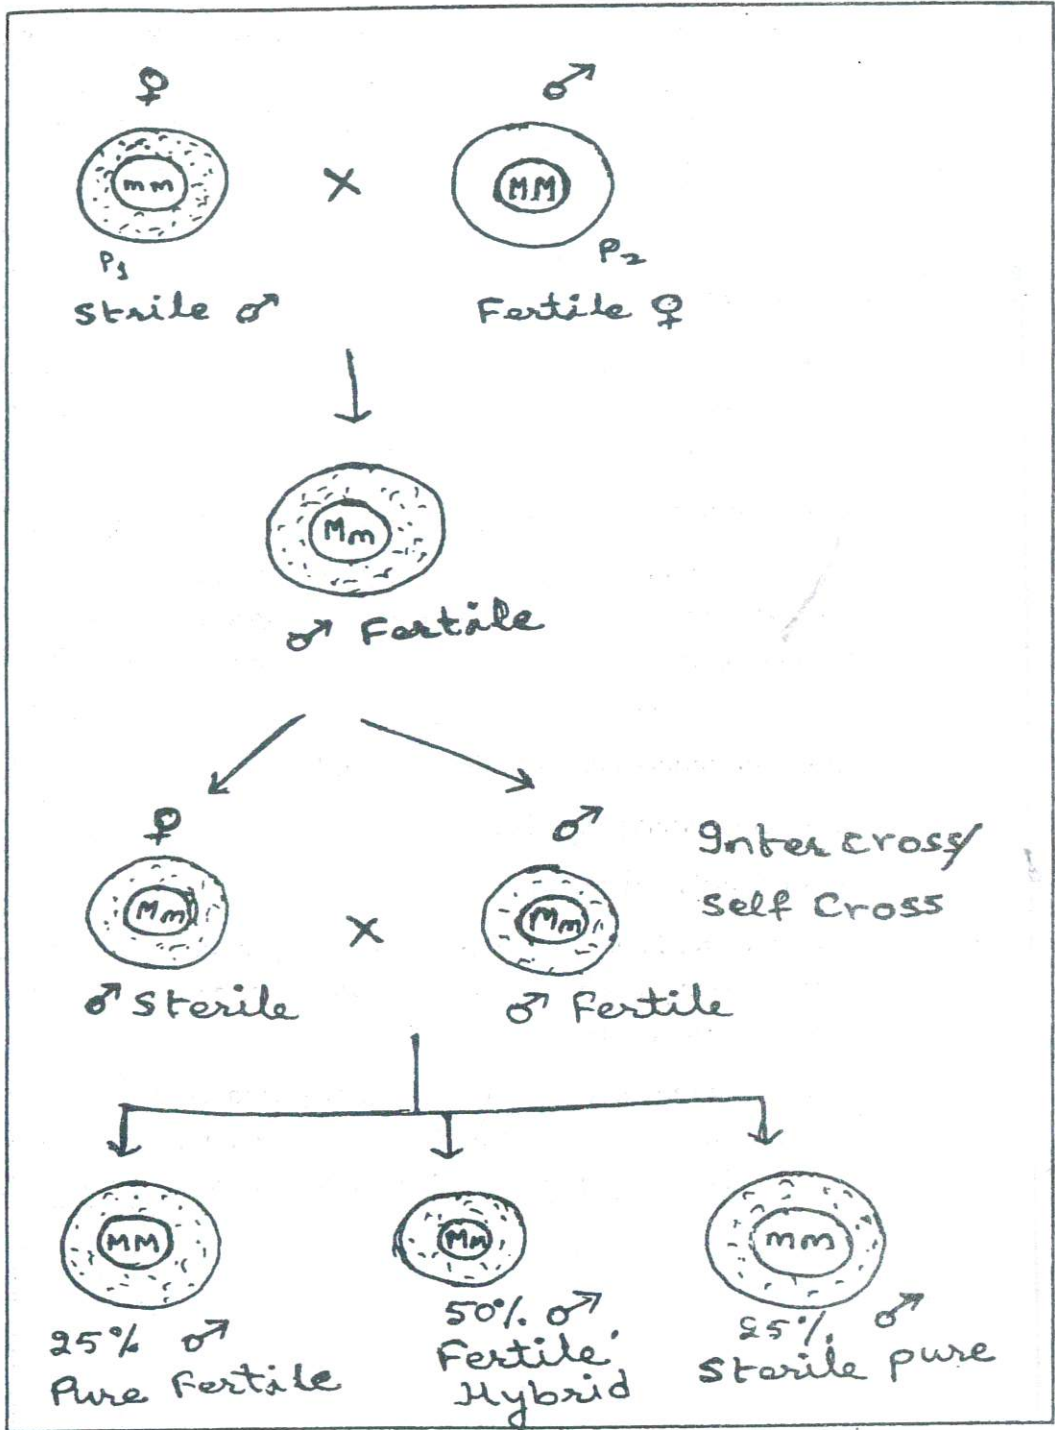 ♀ ♂
mm × MM
P1 P2
Strile ♂ Fertile ♀
Mm
♂ Fertile
♀ ♂ Inter cross/
Self Cross
Mm × Mm
♂ Sterile ♂ Fertile
MM Mm mm
25% ♂ 50% ♂ 25% ♂
Pure Fertile Fertile, Sterile pure
Hybrid